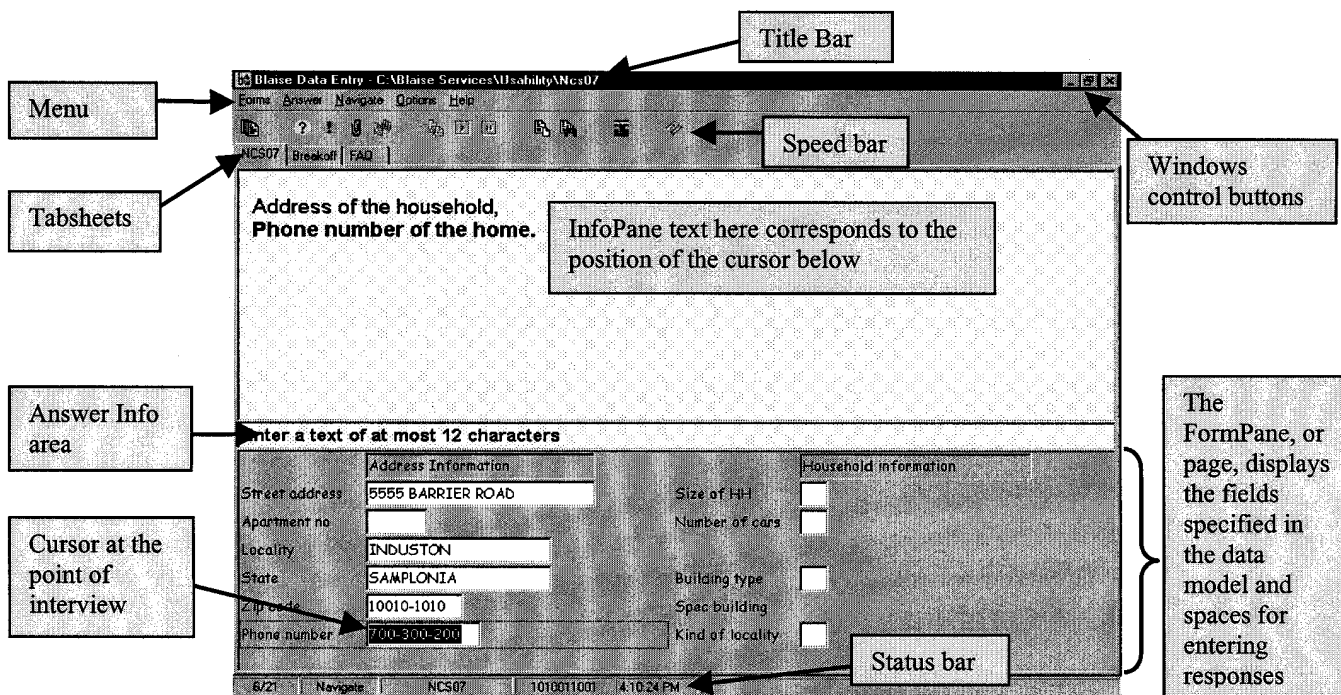 Title Bar
Blaise Data Entry - C:\Blaise Services\Usability\Ncs07
Menu
Forms Answer Navigate Options Help
Speed bar
Windows
control buttons
NCS07 Breakoff FAQ
Tabsheets
Address of the household,
Phone number of the home.
InfoPane text here corresponds to the
position of the cursor below
Answer Info
area
Enter a text of at most 12 characters
Address Information
Household information
Street address 5555 BARRIER ROAD
Size of HH
Apartment no
Number of cars
Locality INDUSTON
State SAMPLONIA
Building type
Zip code 10010-1010
Spec building
Phone number 700-300-200
Kind of locality
Cursor at the
point of
interview
The
FormPane, or
page, displays
the fields
specified in
the data
model and
spaces for
entering
responses
Status bar
6/21 Navigate NCS07 1010011001 4:10:24 PM